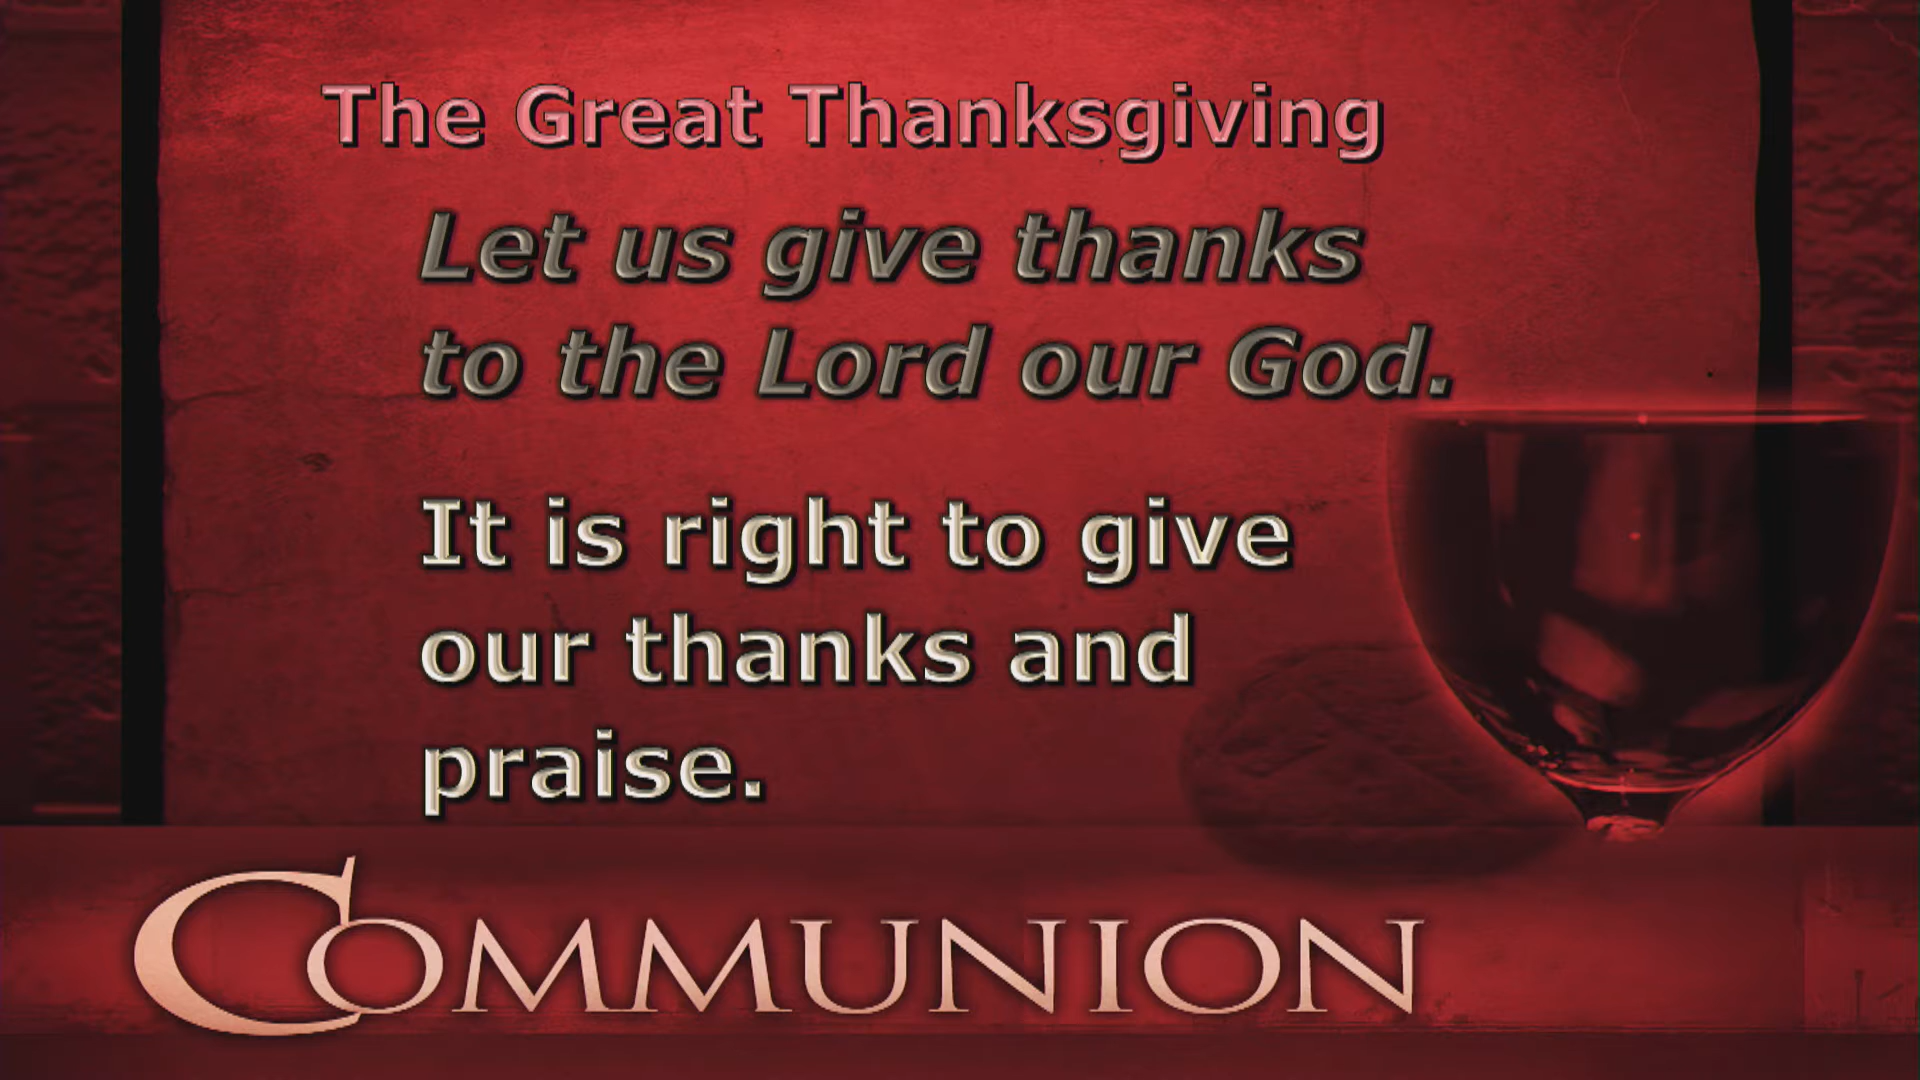 The Great Thanksgiving
Let us give thanks
to the Lord our God.
It is right to give
our thanks and
praise.
COMMUNION